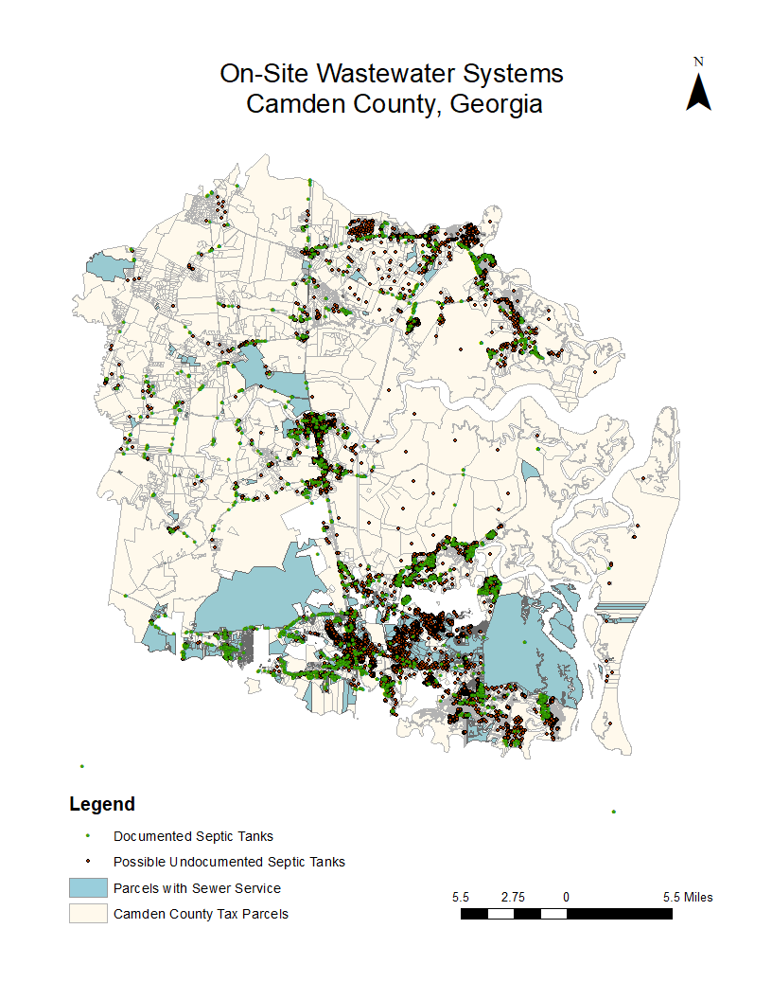 On-Site Wastewater Systems
Camden County, Georgia
N
Legend
Documented Septic Tanks
Possible Undocumented Septic Tanks
Parcels with Sewer Service
Camden County Tax Parcels
5.5 2.75 0 5.5 Miles